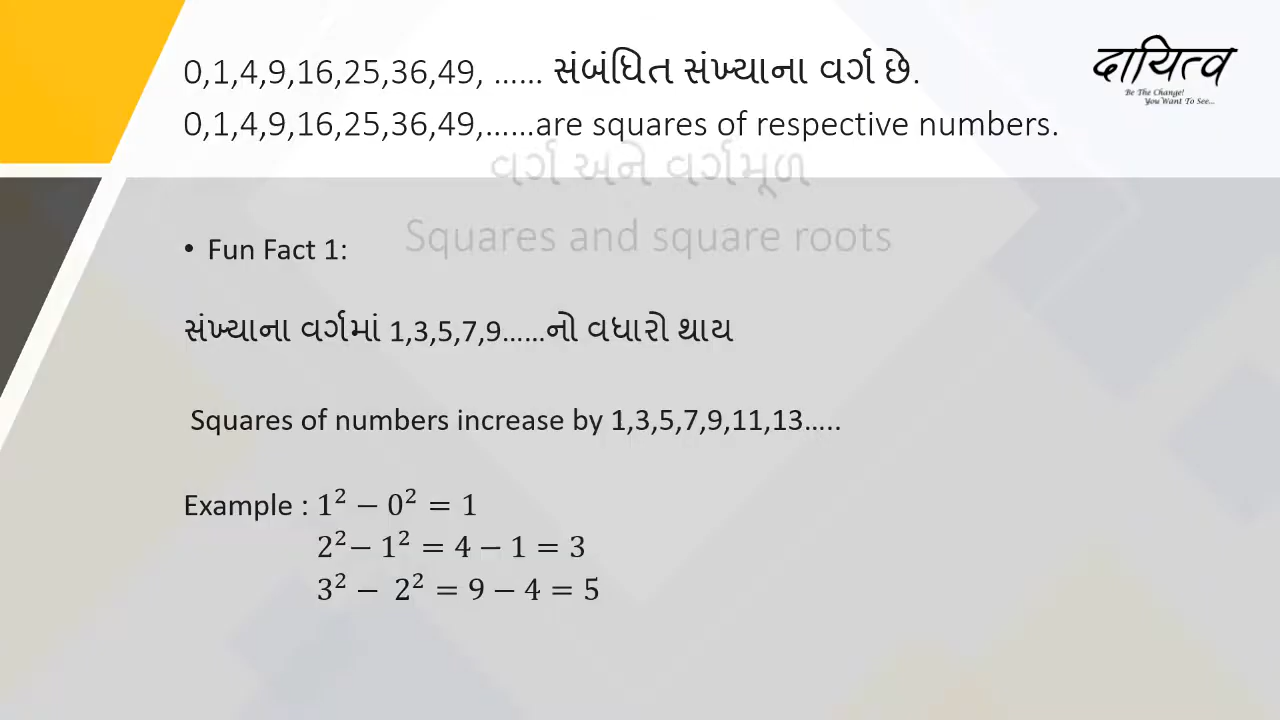 0,1,4,9,16,25,36,49, ...... સંબંધિત સંખ્યાના વર્ગ છે.
दायित्व
Be The Change!
You Want To See...
0,1,4,9,16,25,36,49,......are squares of respective numbers.
વર્ગ અને વર્ગમૂળ
Squares and square roots
• Fun Fact 1:
સંખ્યાના વર્ગમાં 1,3,5,7,9......નો વધારો થાય
Squares of numbers increase by 1,3,5,7,9,11,13.....
Example : 1² − 0² = 1
2² − 1² = 4 − 1 = 3
3² − 2² = 9 − 4 = 5